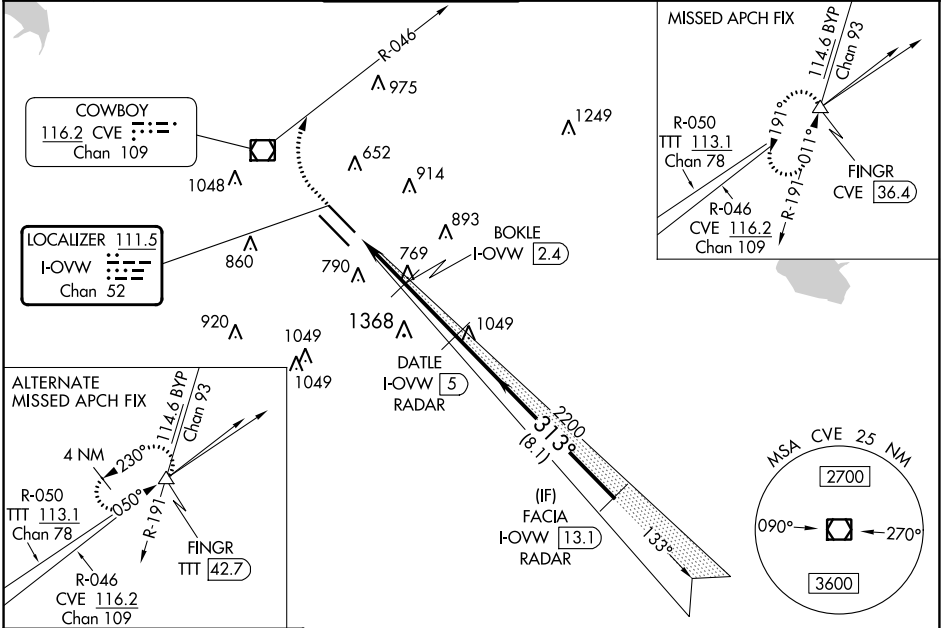 R-046
975
COWBOY
116.2 CVE
Chan 109
1249
652
1048
914
893
BOKLE
I-OVW 2.4
LOCALIZER 111.5
I-OVW
Chan 52
860
790
769
920
1368
1049
1049
1049
DATLE
I-OVW 5
RADAR
2200
313°
(8.1)
(IF)
FACIA
I-OVW 13.1
RADAR
133°
MISSED APCH FIX
114.6 BYP
Chan 93
191°
R-050
TTT 113.1
Chan 78
R-191
011°
FINGR
CVE 36.4
R-046
CVE 116.2
Chan 109
ALTERNATE
MISSED APCH FIX
114.6 BYP
Chan 93
4 NM
230°
R-050
TTT 113.1
Chan 78
050°
R-191
FINGR
TTT 42.7
R-046
CVE 116.2
Chan 109
MSA CVE 25 NM
2700
090°
270°
3600